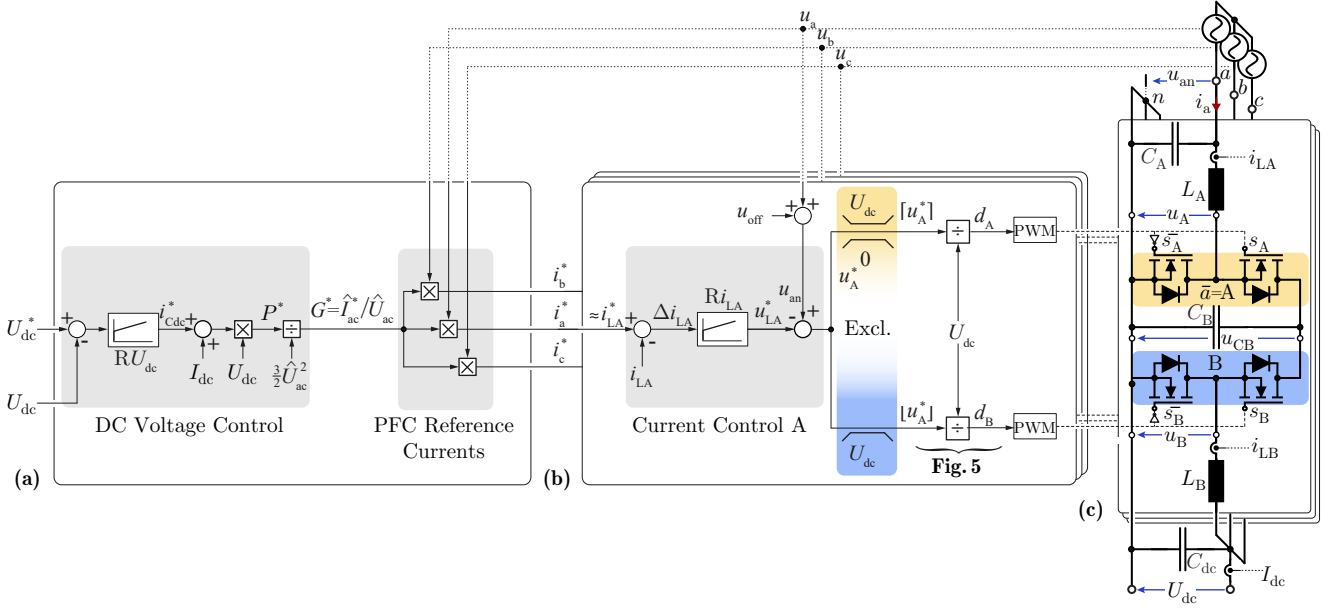 u_a
u_b
u_c
u_an
a
n
b
i_a
c
C_A
i_LA
L_A
u_off
+
+
U_dc
⌈u_A^*⌉
÷
d_A
PWM
u_A
0
u_A^*
s̄_A
s_A
ā=A
U_dc^*
+
-
i_Cdc^*
+
+
P^*
÷
G^*=Î_ac^*/Û_ac
i_b^*
i_a^*
i_c^*
≈i_LA^*
+
-
Δi_LA
Ri_LA
u_LA^*
u_an
-
+
Excl.
U_dc
C_B
u_CB
RU_dc
I_dc
U_dc
3/2 Û_ac^2
i_LA
B
U_dc
DC Voltage Control
PFC Reference
Currents
Current Control A
⌊u_A^*⌋
÷
d_B
PWM
s̄_B
s_B
u_B
U_dc
Fig. 5
i_LB
L_B
(a)
(b)
(c)
C_dc
I_dc
U_dc